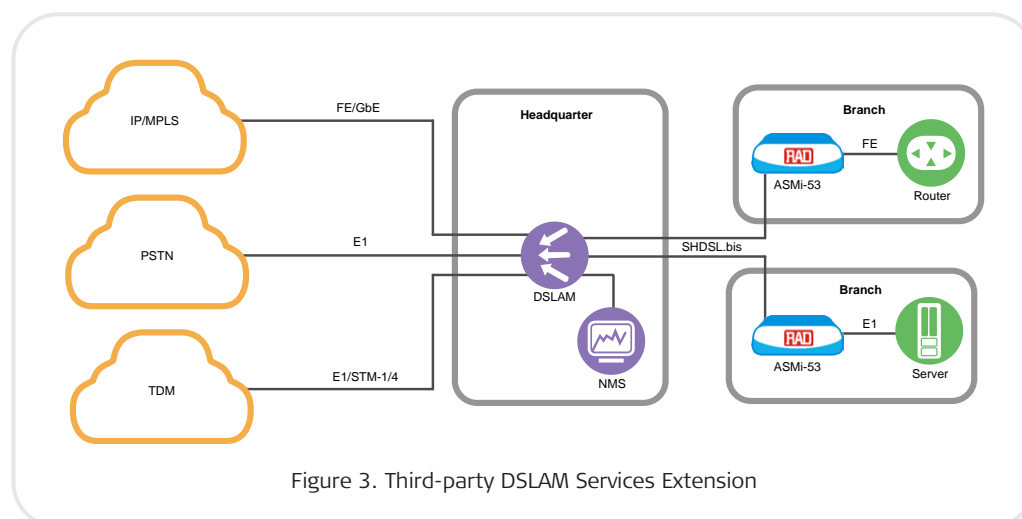 IP/MPLS
FE/GbE
PSTN
E1
TDM
E1/STM-1/4
Headquarter
DSLAM
NMS
SHDSL.bis
Branch
RAD
ASMi-53
FE
Router
Branch
RAD
ASMi-53
E1
Server
Figure 3. Third-party DSLAM Services Extension